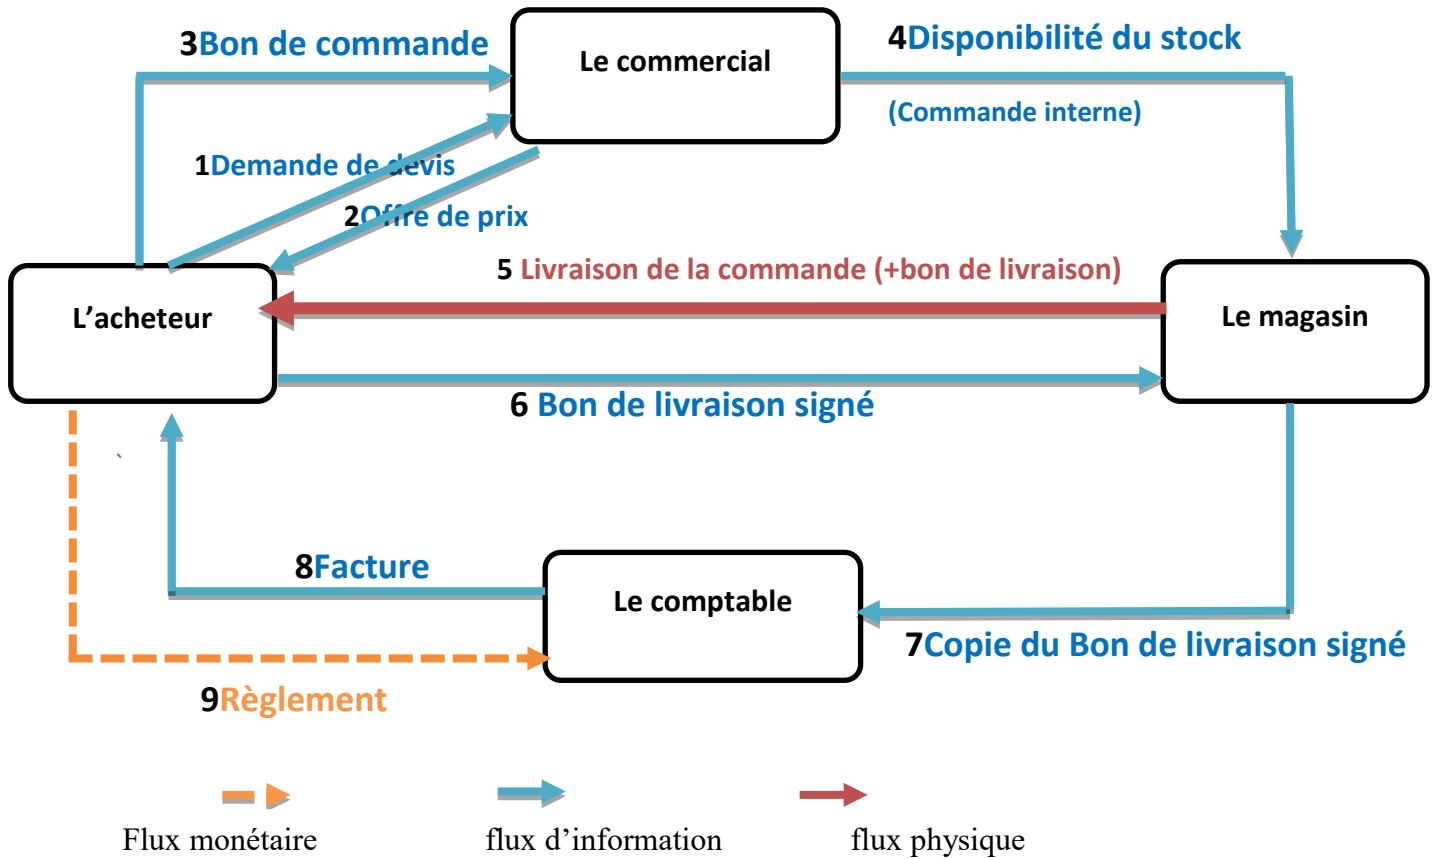 3Bon de commande
Le commercial
4Disponibilité du stock
(Commande interne)
1Demande de devis
2Offre de prix
5 Livraison de la commande (+bon de livraison)
L’acheteur
Le magasin
6 Bon de livraison signé
8Facture
Le comptable
7Copie du Bon de livraison signé
9Règlement
Flux monétaire
flux d’information
flux physique